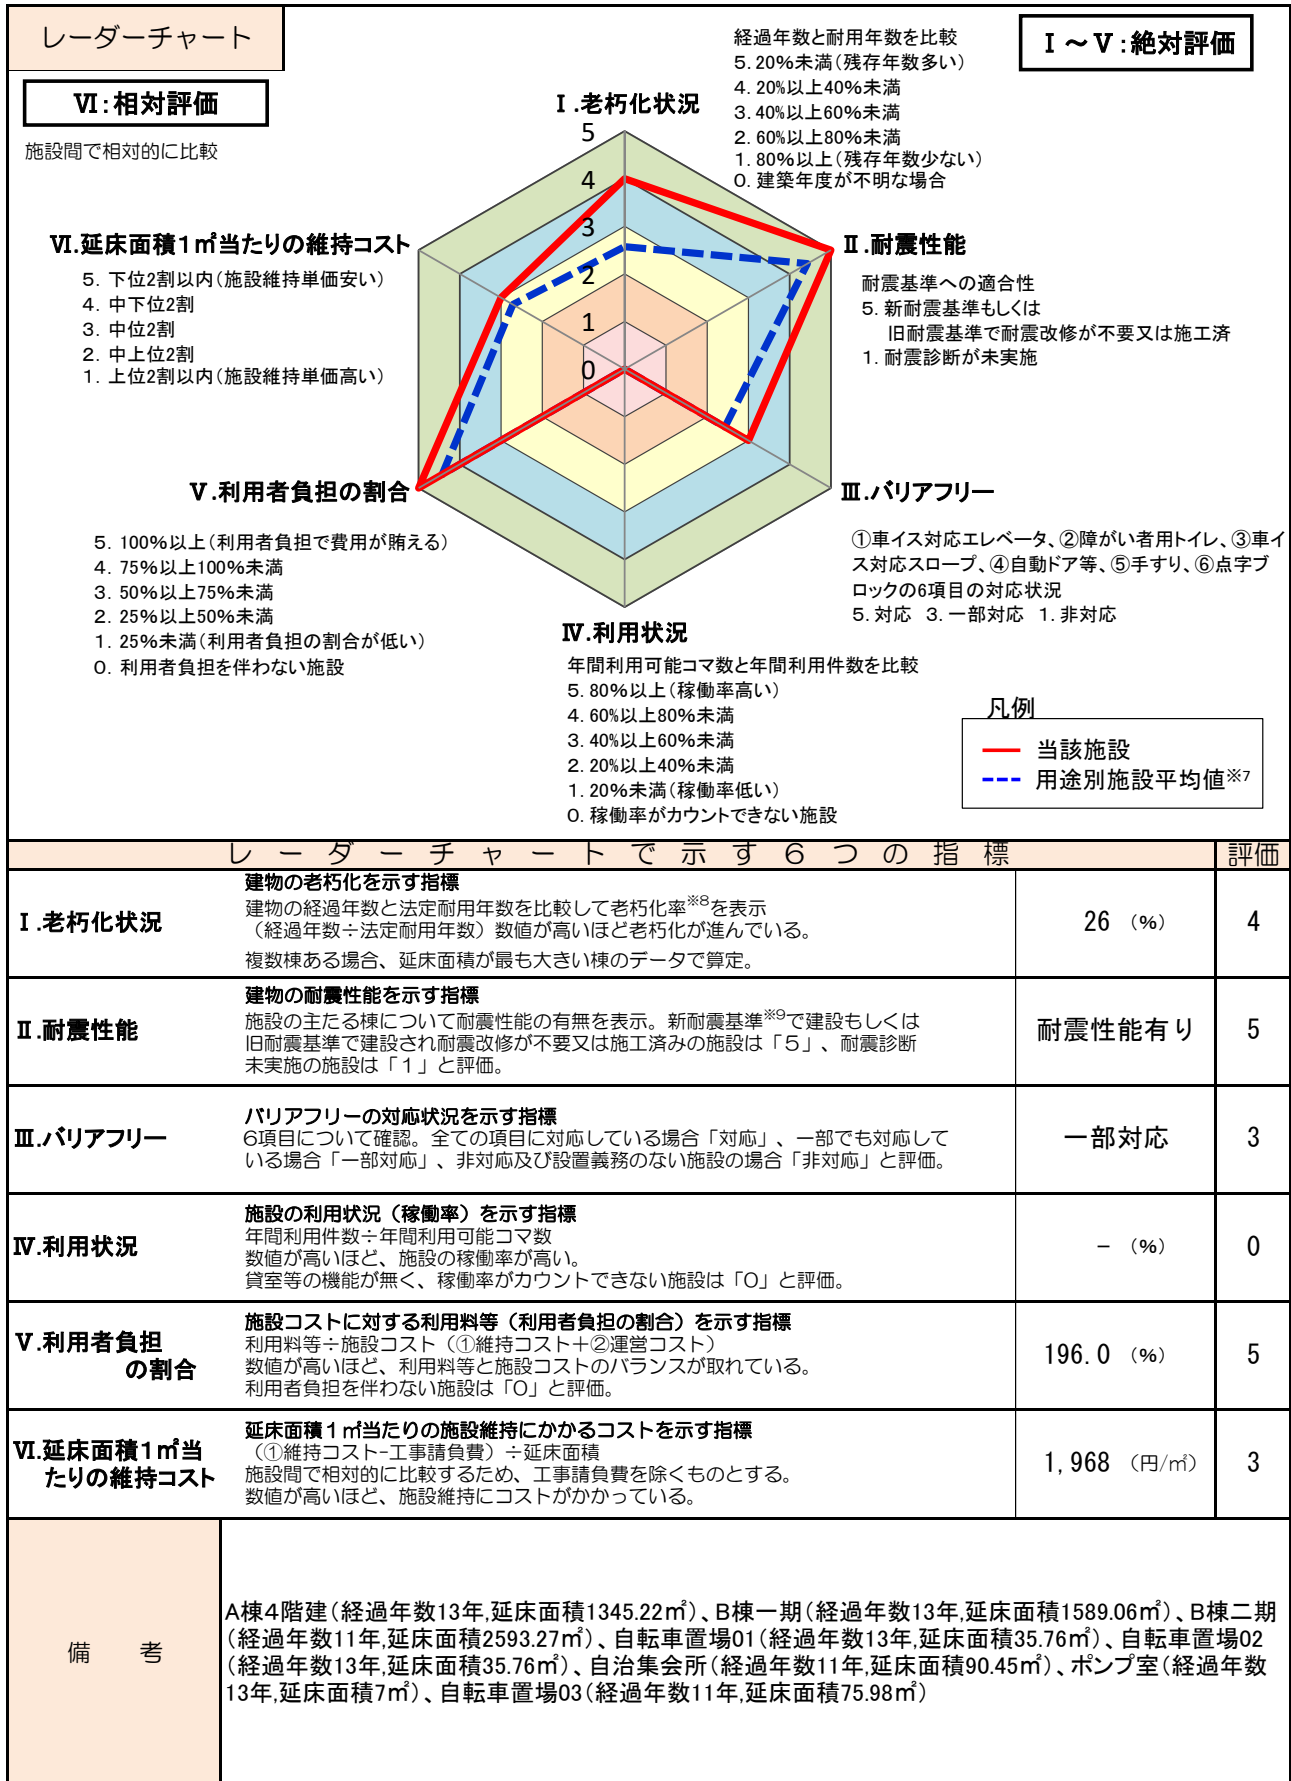 レーダーチャート
Ⅰ～Ⅴ：絶対評価
Ⅵ：相対評価
施設間で相対的に比較
経過年数と耐用年数を比較
5．20％未満（残存年数多い）
4．20％以上40％未満
3．40％以上60％未満
2．60％以上80％未満
1．80％以上（残存年数少ない）
0．建築年度が不明な場合
Ⅰ.老朽化状況
5
4
3
2
1
0
Ⅱ.耐震性能
耐震基準への適合性
5．新耐震基準もしくは
旧耐震基準で耐震改修が不要又は施工済
1．耐震診断が未実施
Ⅵ.延床面積1㎡当たりの維持コスト
5．下位2割以内（施設維持単価安い）
4．中下位2割
3．中位2割
2．中上位2割
1．上位2割以内（施設維持単価高い）
Ⅴ.利用者負担の割合
5．100％以上（利用者負担で費用が賄える）
4．75％以上100％未満
3．50％以上75％未満
2．25％以上50％未満
1．25％未満（利用者負担の割合が低い）
0．利用者負担を伴わない施設
Ⅲ.バリアフリー
①車イス対応エレベータ、②障がい者用トイレ、③車イ
ス対応スロープ、④自動ドア等、⑤手すり、⑥点字ブ
ロックの6項目の対応状況
5．対応 3．一部対応 1．非対応
Ⅳ.利用状況
年間利用可能コマ数と年間利用件数を比較
5．80％以上（稼働率高い）
4．60％以上80％未満
3．40％以上60％未満
2．20％以上40％未満
1．20％未満（稼働率低い）
0．稼働率がカウントできない施設
凡例
当該施設
用途別施設平均値※7
レーダーチャートで示す6つの指標 評価
Ⅰ.老朽化状況
建物の老朽化を示す指標
建物の経過年数と法定耐用年数を比較して老朽化率※8を表示
（経過年数÷法定耐用年数）数値が高いほど老朽化が進んでいる。
複数棟ある場合、延床面積が最も大きい棟のデータで算定。
26 （%） 4
Ⅱ.耐震性能
建物の耐震性能を示す指標
施設の主たる棟について耐震性能の有無を表示。新耐震基準※9で建設もしくは
旧耐震基準で建設され耐震改修が不要又は施工済みの施設は「5」、耐震診断
未実施の施設は「1」と評価。
耐震性能有り 5
Ⅲ.バリアフリー
バリアフリーの対応状況を示す指標
6項目について確認。全ての項目に対応している場合「対応」、一部でも対応して
いる場合「一部対応」、非対応及び設置義務のない施設の場合「非対応」と評価。
一部対応 3
Ⅳ.利用状況
施設の利用状況（稼働率）を示す指標
年間利用件数÷年間利用可能コマ数
数値が高いほど、施設の稼働率が高い。
貸室等の機能が無く、稼働率がカウントできない施設は「0」と評価。
－ （%） 0
Ⅴ.利用者負担
の割合
施設コストに対する利用料等（利用者負担の割合）を示す指標
利用料等÷施設コスト（①維持コスト＋②運営コスト）
数値が高いほど、利用料等と施設コストのバランスが取れている。
利用者負担を伴わない施設は「0」と評価。
196.0 （%） 5
Ⅵ.延床面積1㎡当
たりの維持コスト
延床面積1㎡当たりの施設維持にかかるコストを示す指標
（①維持コスト-工事請負費）÷延床面積
施設間で相対的に比較するため、工事請負費を除くものとする。
数値が高いほど、施設維持にコストがかかっている。
1,968 （円/㎡） 3
備 考
A棟4階建（経過年数13年,延床面積1345.22㎡）、B棟一期（経過年数13年,延床面積1589.06㎡）、B棟二期
（経過年数11年,延床面積2593.27㎡）、自転車置場01（経過年数13年,延床面積35.76㎡）、自転車置場02
（経過年数13年,延床面積35.76㎡）、自治集会所（経過年数11年,延床面積90.45㎡）、ポンプ室（経過年数
13年,延床面積7㎡）、自転車置場03（経過年数11年,延床面積75.98㎡）